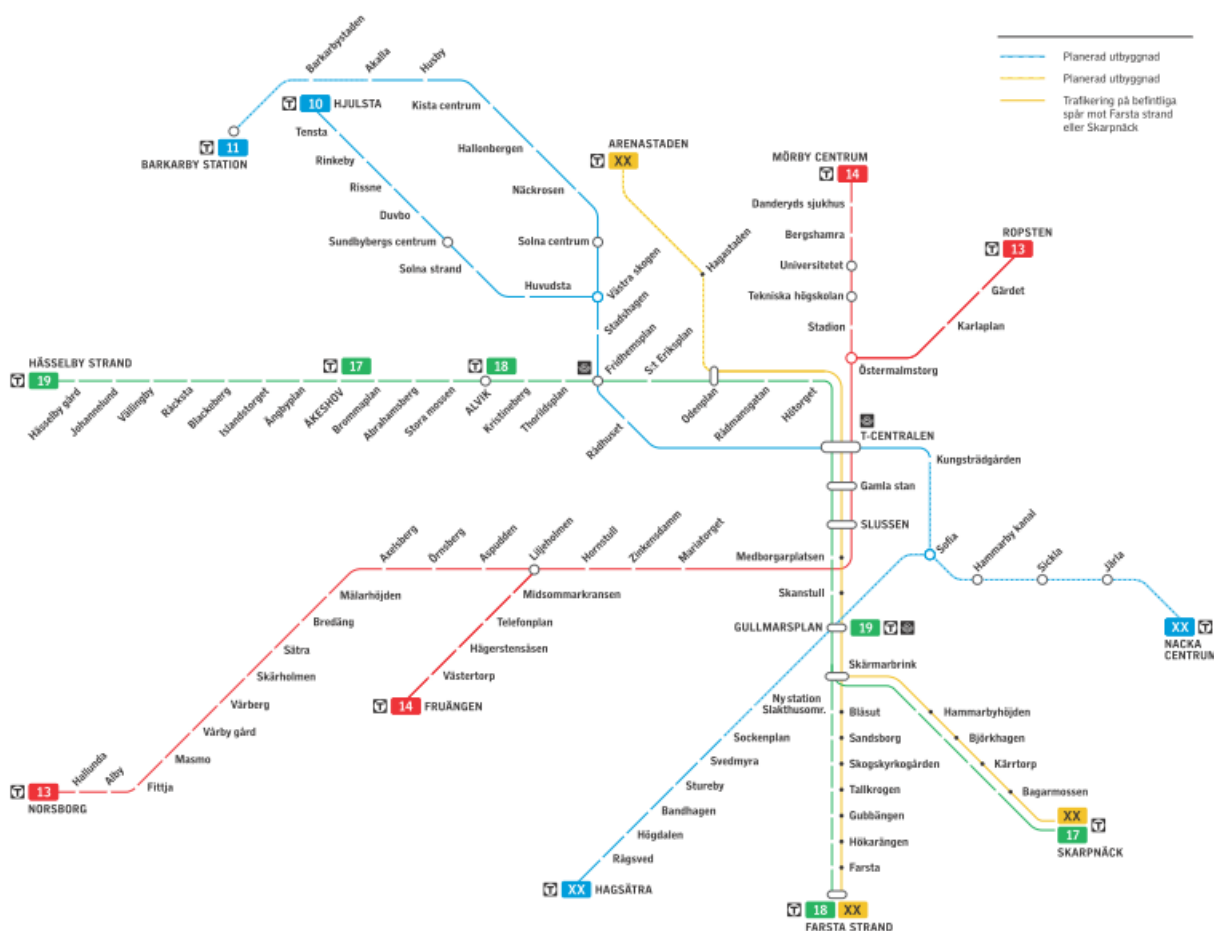 Planerad utbyggnad
Planerad utbyggnad
Trafikering på befintliga
spår mot Farsta strand
eller Skarpnäck
Barkarbystaden
Akalla
Husby
T 10 HJULSTA
Kista centrum
Tensta
T 11
BARKARBY STATION
Rinkeby
Hallonbergen
Rissne
Näckrosen
Duvbo
Sundbybergs centrum
Solna centrum
Solna strand
Huvudsta
Västra skogen
Stadshagen
ARENASTADEN
T XX
Hagastaden
MÖRBY CENTRUM
T 14
Danderyds sjukhus
Bergshamra
Universitetet
Tekniska högskolan
Stadion
ROPSTEN
T 13
Gärdet
Karlaplan
Östermalmstorg
HÄSSELBY STRAND
T 19
Hässelby gård
Johannelund
Vällingby
Råcksta
Blackeberg
Islandstorget
Ängbyplan
T 17
ÅKESHOV
Brommaplan
Abrahamsberg
Stora mossen
T 18
ALVIK
Kristineberg
Thorildsplan
Fridhemsplan
S:t Eriksplan
Odenplan
Rådmansgatan
Hötorget
Rådhuset
T-CENTRALEN
Kungsträdgården
Gamla stan
SLUSSEN
Medborgarplatsen
Skanstull
GULLMARSPLAN
19 T
Skärmarbrink
Sofia
Hammarby kanal
Sickla
Järla
XX T
NACKA
CENTRUM
Axelsberg
Örnsberg
Aspudden
Liljeholmen
Hornstull
Zinkensdamm
Mariatorget
Mälarhöjden
Bredäng
Sätra
Skärholmen
Vårberg
Vårby gård
Masmo
Fittja
Alby
Hallunda
T 13
NORSBORG
Midsommarkransen
Telefonplan
Hägerstensåsen
Västertorp
T 14 FRUÄNGEN
Ny station
Slakthusomr.
Sockenplan
Svedmyra
Stureby
Bandhagen
Högdalen
Rågsved
T XX HAGSÄTRA
Blåsut
Sandsborg
Skogskyrkogården
Tallkrogen
Gubbängen
Hökarängen
Farsta
T 18 XX
FARSTA STRAND
Hammarbyhöjden
Björkhagen
Kärrtorp
Bagarmossen
XX
17 T
SKARPNÄCK